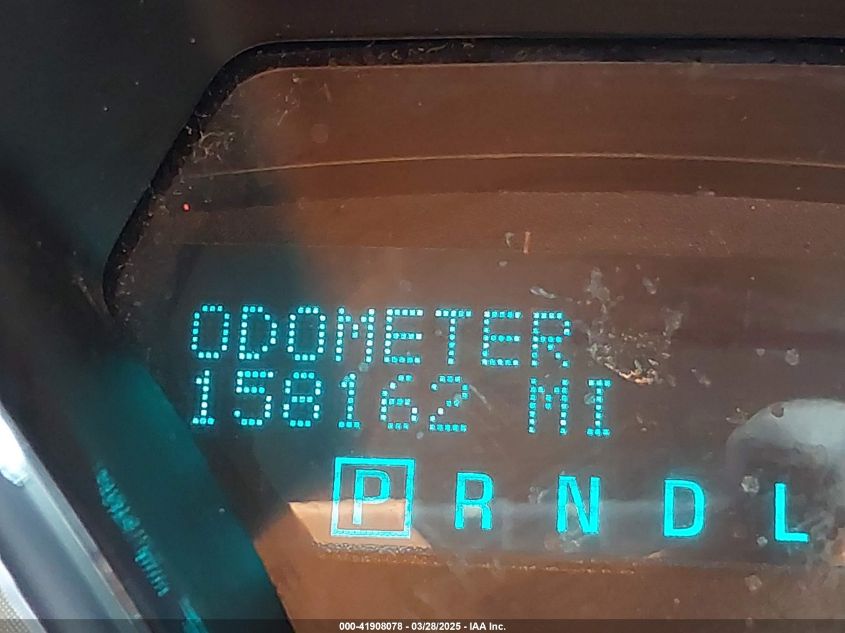 ODOMETER
158162 MI
P R N D L
000-41908078 - 03/28/2025 - IAA Inc.